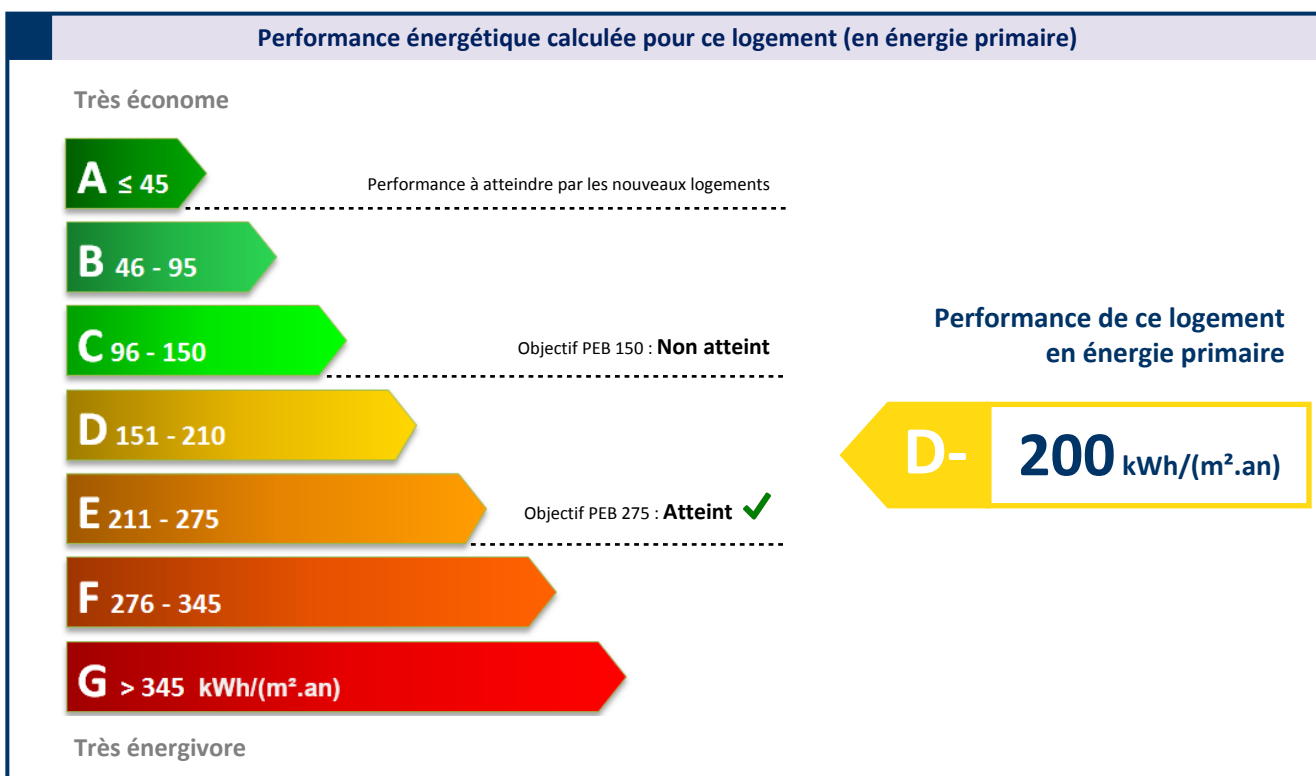 Performance énergétique calculée pour ce logement (en énergie primaire)
Très économe
A ≤ 45
Performance à atteindre par les nouveaux logements
B 46 - 95
C 96 - 150
Objectif PEB 150 : Non atteint
Performance de ce logement
en énergie primaire
D 151 - 210
D- 200 kWh/(m².an)
E 211 - 275
Objectif PEB 275 : Atteint ✓
F 276 - 345
G > 345 kWh/(m².an)
Très énergivore